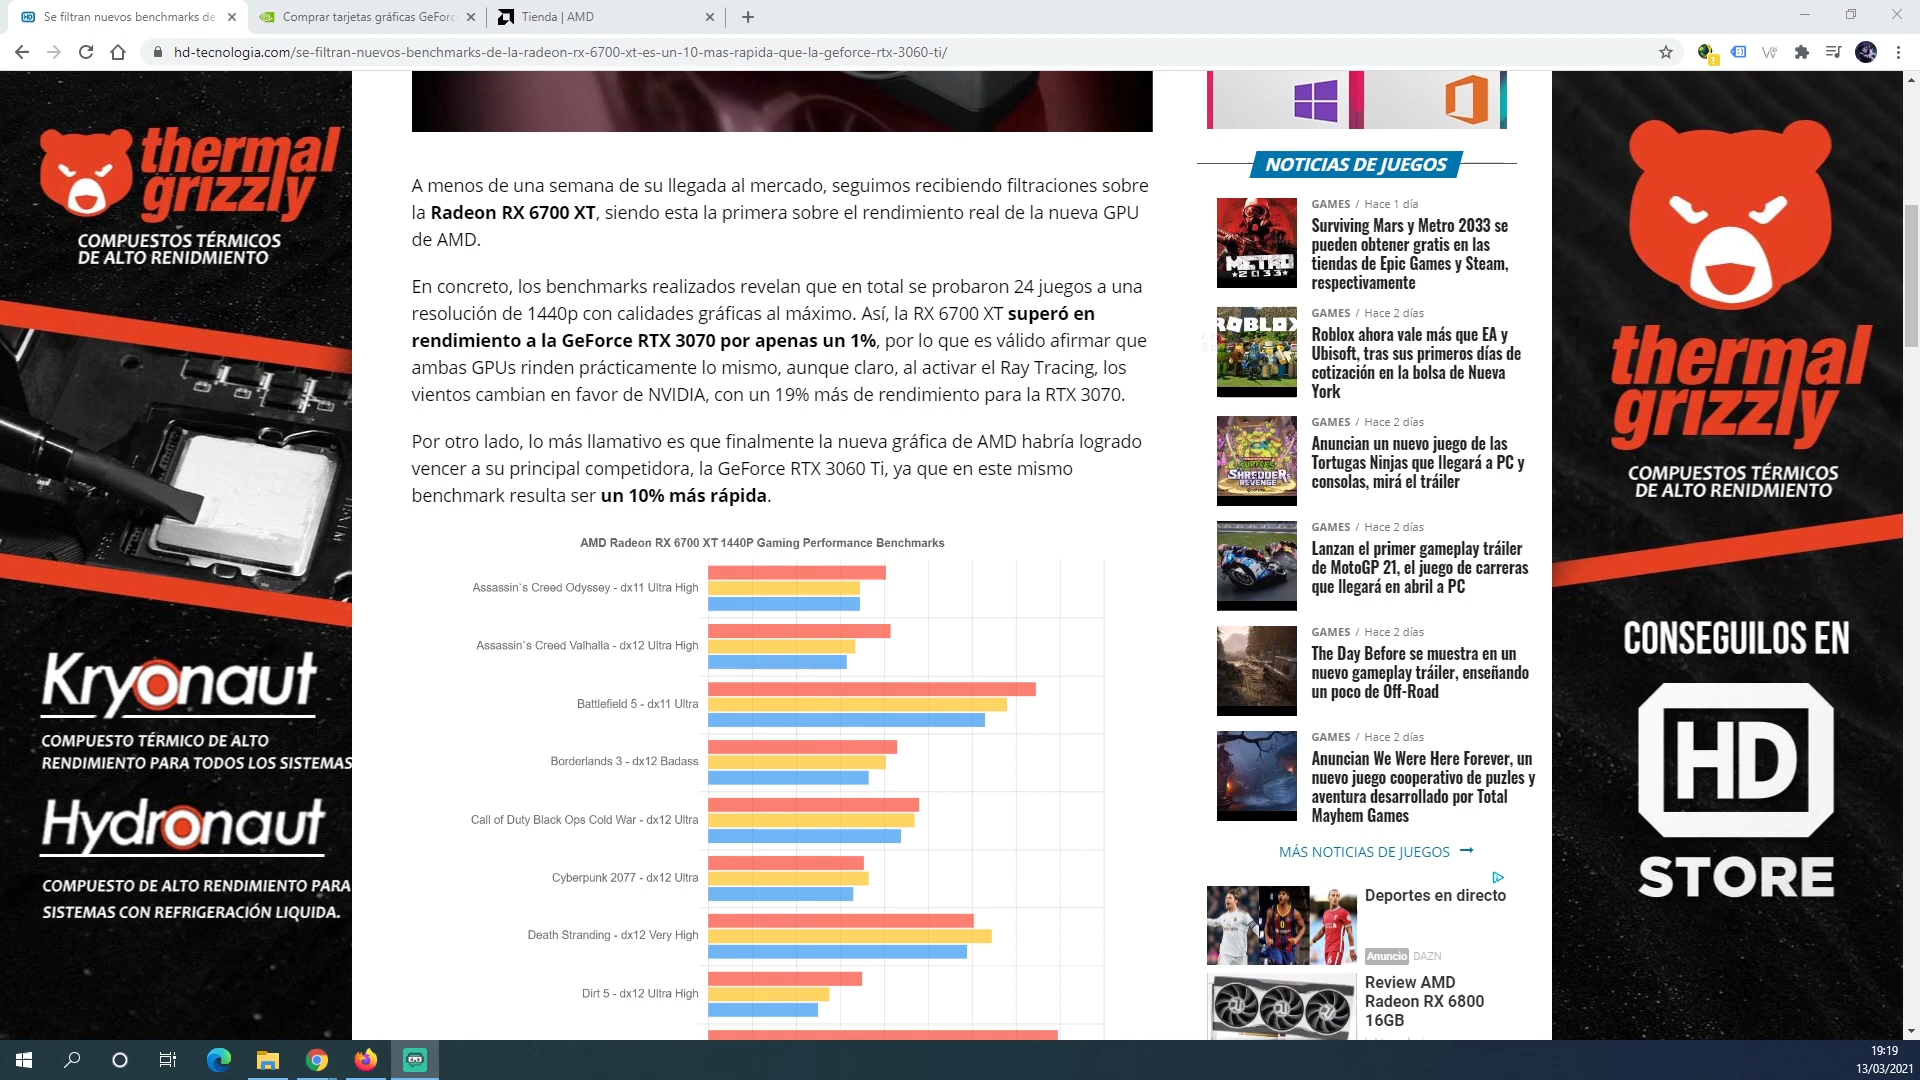 Se filtran nuevos benchmarks de
Comprar tarjetas gráficas GeForc
Tienda | AMD
hd-tecnologia.com/se-filtran-nuevos-benchmarks-de-la-radeon-rx-6700-xt-es-un-10-mas-rapida-que-la-geforce-rtx-3060-ti/
thermal
grizzly
COMPUESTOS TÉRMICOS
DE ALTO RENIDMIENTO
Kryonaut
COMPUESTO TÉRMICO DE ALTO
RENDIMIENTO PARA TODOS LOS SISTEMAS
Hydronaut
COMPUESTO DE ALTO RENDIMIENTO PARA
SISTEMAS CON REFRIGERACIÓN LIQUIDA.
A menos de una semana de su llegada al mercado, seguimos recibiendo filtraciones sobre
la Radeon RX 6700 XT, siendo esta la primera sobre el rendimiento real de la nueva GPU
de AMD.
En concreto, los benchmarks realizados revelan que en total se probaron 24 juegos a una
resolución de 1440p con calidades gráficas al máximo. Así, la RX 6700 XT superó en
rendimiento a la GeForce RTX 3070 por apenas un 1%, por lo que es válido afirmar que
ambas GPUs rinden prácticamente lo mismo, aunque claro, al activar el Ray Tracing, los
vientos cambian en favor de NVIDIA, con un 19% más de rendimiento para la RTX 3070.
Por otro lado, lo más llamativo es que finalmente la nueva gráfica de AMD habría logrado
vencer a su principal competidora, la GeForce RTX 3060 Ti, ya que en este mismo
benchmark resulta ser un 10% más rápida.
AMD Radeon RX 6700 XT 1440P Gaming Performance Benchmarks
Assassin`s Creed Odyssey - dx11 Ultra High
Assassin`s Creed Valhalla - dx12 Ultra High
Battlefield 5 - dx11 Ultra
Borderlands 3 - dx12 Badass
Call of Duty Black Ops Cold War - dx12 Ultra
Cyberpunk 2077 - dx12 Ultra
Death Stranding - dx12 Very High
Dirt 5 - dx12 Ultra High
NOTICIAS DE JUEGOS
METRO
2033
GAMES / Hace 1 día
Surviving Mars y Metro 2033 se
pueden obtener gratis en las
tiendas de Epic Games y Steam,
respectivamente
ROBLOX
GAMES / Hace 2 días
Roblox ahora vale más que EA y
Ubisoft, tras sus primeros días de
cotización en la bolsa de Nueva
York
TURTLES
SHREDDER'S
REVENGE
GAMES / Hace 2 días
Anuncian un nuevo juego de las
Tortugas Ninjas que llegará a PC y
consolas, mirá el tráiler
GAMES / Hace 2 días
Lanzan el primer gameplay tráiler
de MotoGP 21, el juego de carreras
que llegará en abril a PC
GAMES / Hace 2 días
The Day Before se muestra en un
nuevo gameplay tráiler, enseñando
un poco de Off-Road
GAMES / Hace 2 días
Anuncian We Were Here Forever, un
nuevo juego cooperativo de puzles y
aventura desarrollado por Total
Mayhem Games
MÁS NOTICIAS DE JUEGOS
Deportes en directo
Anuncio DAZN
Review AMD
Radeon RX 6800
16GB
thermal
grizzly
COMPUESTOS TÉRMICOS
DE ALTO RENDIMIENTO
CONSEGUILOS EN
HD
STORE
19:19
13/03/2021